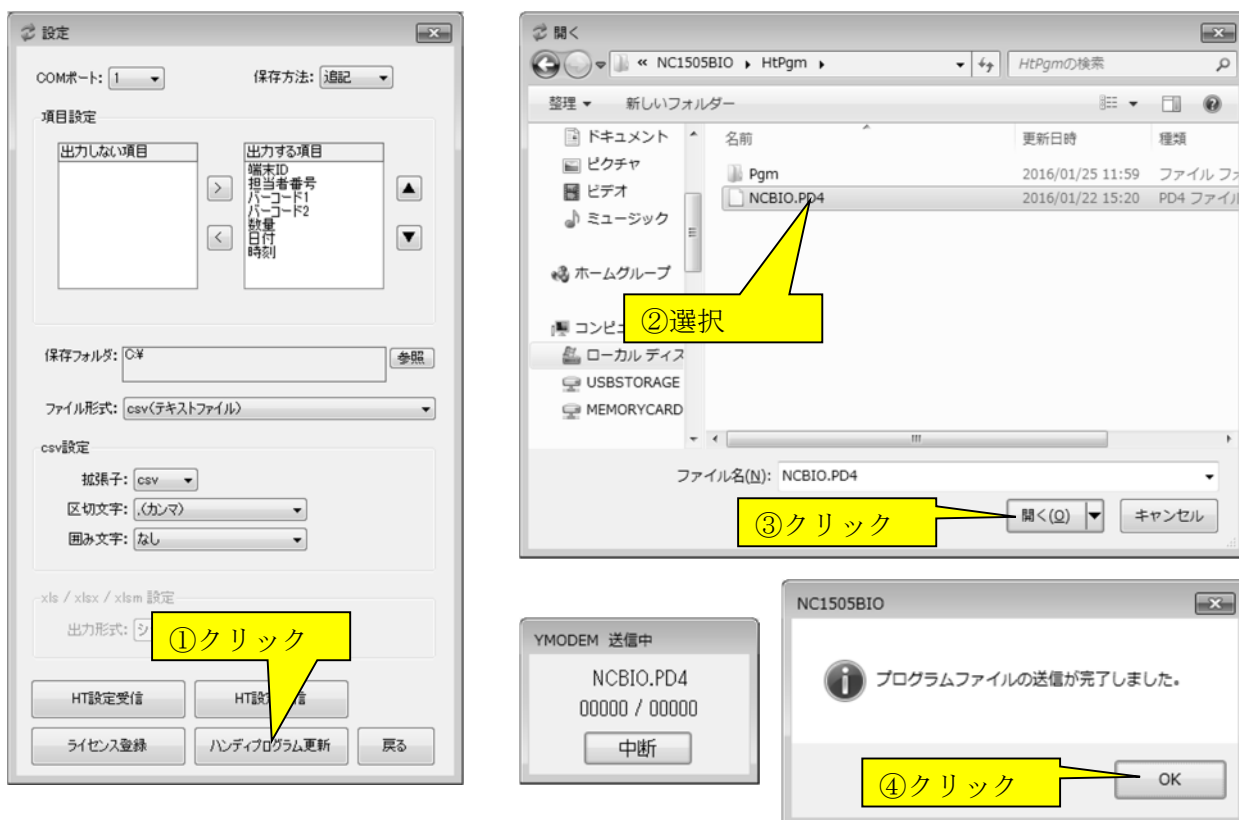 設定
COMポート: 1
保存方法: 追記
項目設定
出力しない項目
出力する項目
端末ID
担当者番号
バーコード1
バーコード2
数量
日付
時刻
>
<
▲
▼
保存フォルダ: C:¥
参照
ファイル形式: csv(テキストファイル)
csv設定
拡張子: csv
区切文字: ,(カンマ)
囲み文字: なし
xls / xlsx / xlsm 設定
出力形式: シ
①クリック
HT設定受信
HT設
ライセンス登録
ハンディプログラム更新
戻る
開く
« NC1505BIO ▸ HtPgm ▸
HtPgmの検索
整理 ▼ 新しいフォルダー
ドキュメント
ピクチャ
ビデオ
ミュージック
ホームグループ
コンピ
ローカル ディス
USBSTORAGE
MEMORYCARD
名前 更新日時 種類
Pgm 2016/01/25 11:59 ファイル フ
NCBIO.PD4 2016/01/22 15:20 PD4 ファイル
②選択
ファイル名(N): NCBIO.PD4
③クリック
開く(O)
キャンセル
YMODEM 送信中
NCBIO.PD4
00000 / 00000
中断
NC1505BIO
プログラムファイルの送信が完了しました。
④クリック
OK